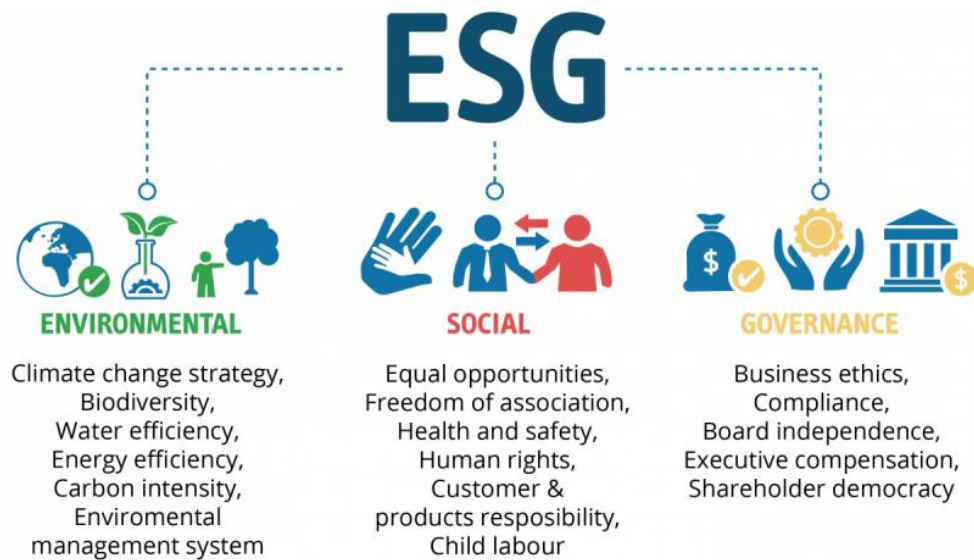 ESG
ENVIRONMENTAL
Climate change strategy,
Biodiversity,
Water efficiency,
Energy efficiency,
Carbon intensity,
Enviromental
management system
SOCIAL
Equal opportunities,
Freedom of association,
Health and safety,
Human rights,
Customer &
products resposibility,
Child labour
$
$
GOVERNANCE
Business ethics,
Compliance,
Board independence,
Executive compensation,
Shareholder democracy